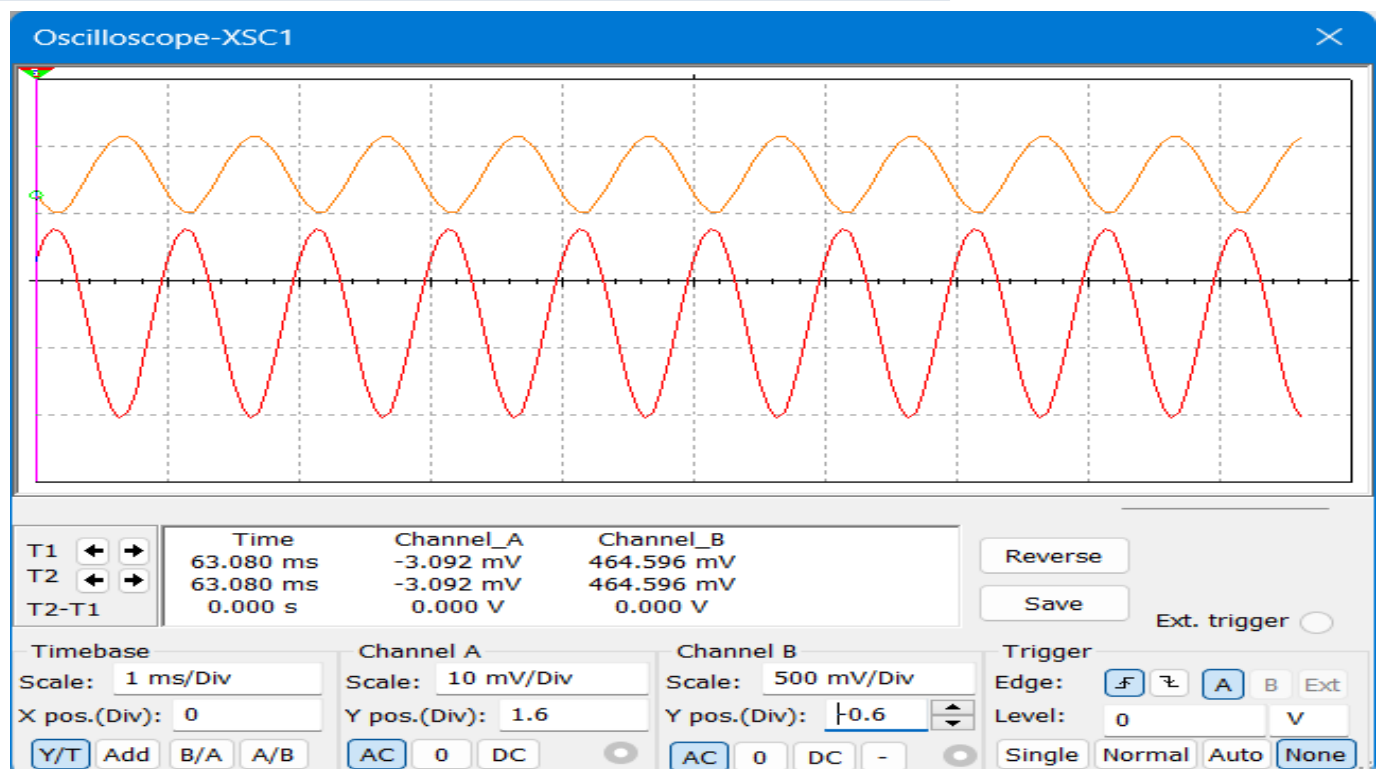 Oscilloscope-XSC1
Time Channel_A Channel_B
T1 63.080 ms -3.092 mV 464.596 mV
T2 63.080 ms -3.092 mV 464.596 mV
T2-T1 0.000 s 0.000 V 0.000 V
Reverse
Save
Ext. trigger
Timebase
Scale: 1 ms/Div
X pos.(Div): 0
Y/T Add B/A A/B
Channel A
Scale: 10 mV/Div
Y pos.(Div): 1.6
AC 0 DC
Channel B
Scale: 500 mV/Div
Y pos.(Div): -0.6
AC 0 DC -
Trigger
Edge: A B Ext
Level: 0 V
Single Normal Auto None